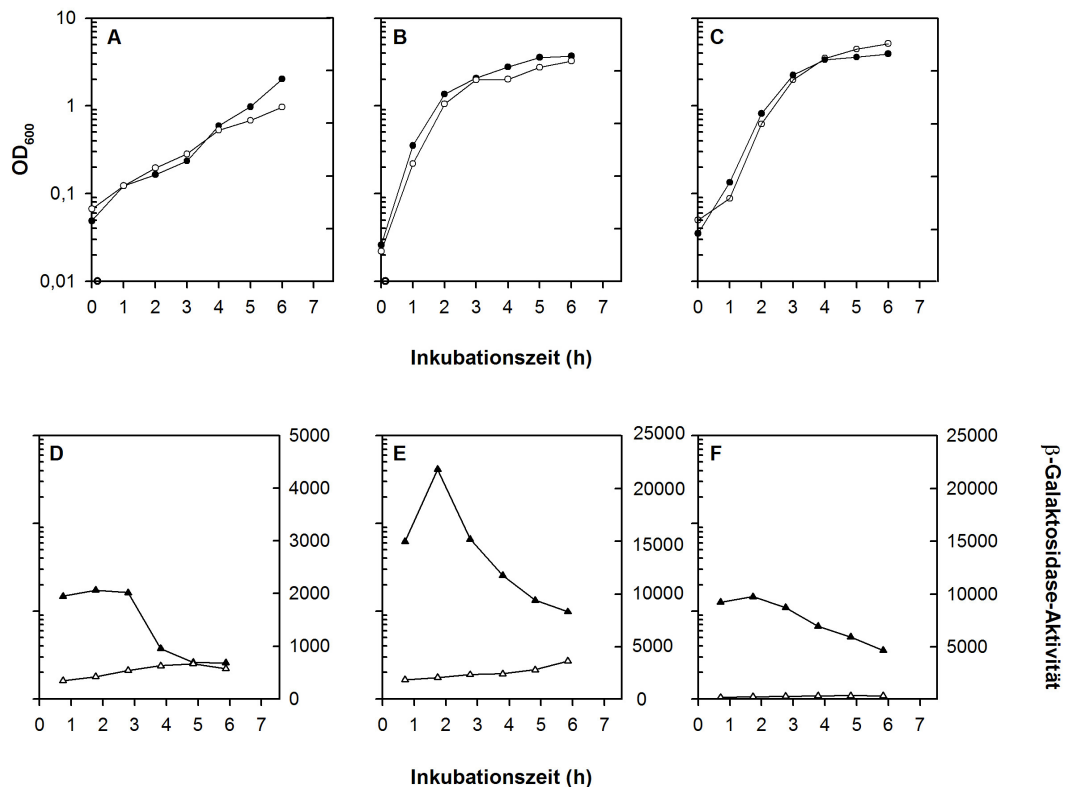 10
1
0,1
0,01
OD600
A
B
C
0 1 2 3 4 5 6 7
0 1 2 3 4 5 6 7
0 1 2 3 4 5 6 7
Inkubationszeit (h)
D
5000
4000
3000
2000
1000
0
E
25000
20000
15000
10000
5000
0
F
25000
20000
15000
10000
5000
β-Galaktosidase-Aktivität
0 1 2 3 4 5 6 7
0 1 2 3 4 5 6 7
0 1 2 3 4 5 6 7
Inkubationszeit (h)